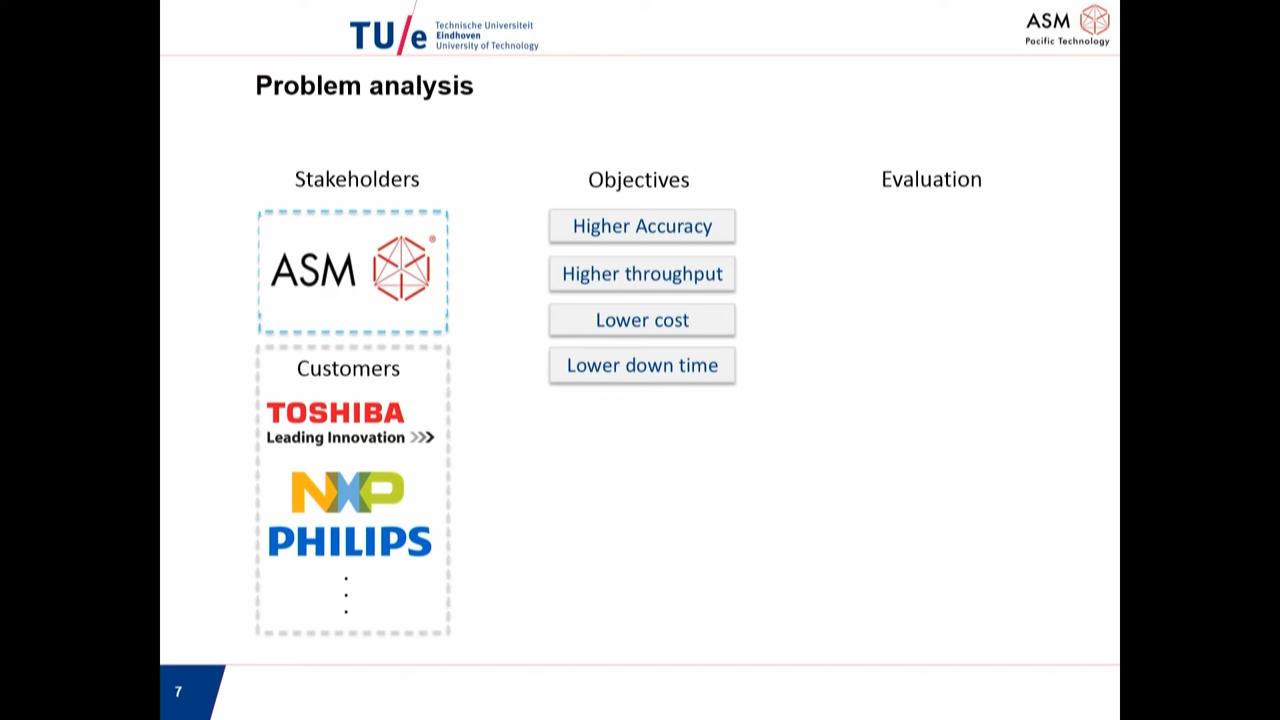 TU/e
Technische Universiteit
Eindhoven
University of Technology
ASM
Pacific Technology
Problem analysis
Stakeholders
Objectives
Evaluation
ASM
®
Customers
TOSHIBA
Leading Innovation >>>
NXP
PHILIPS
Higher Accuracy
Higher throughput
Lower cost
Lower down time
7